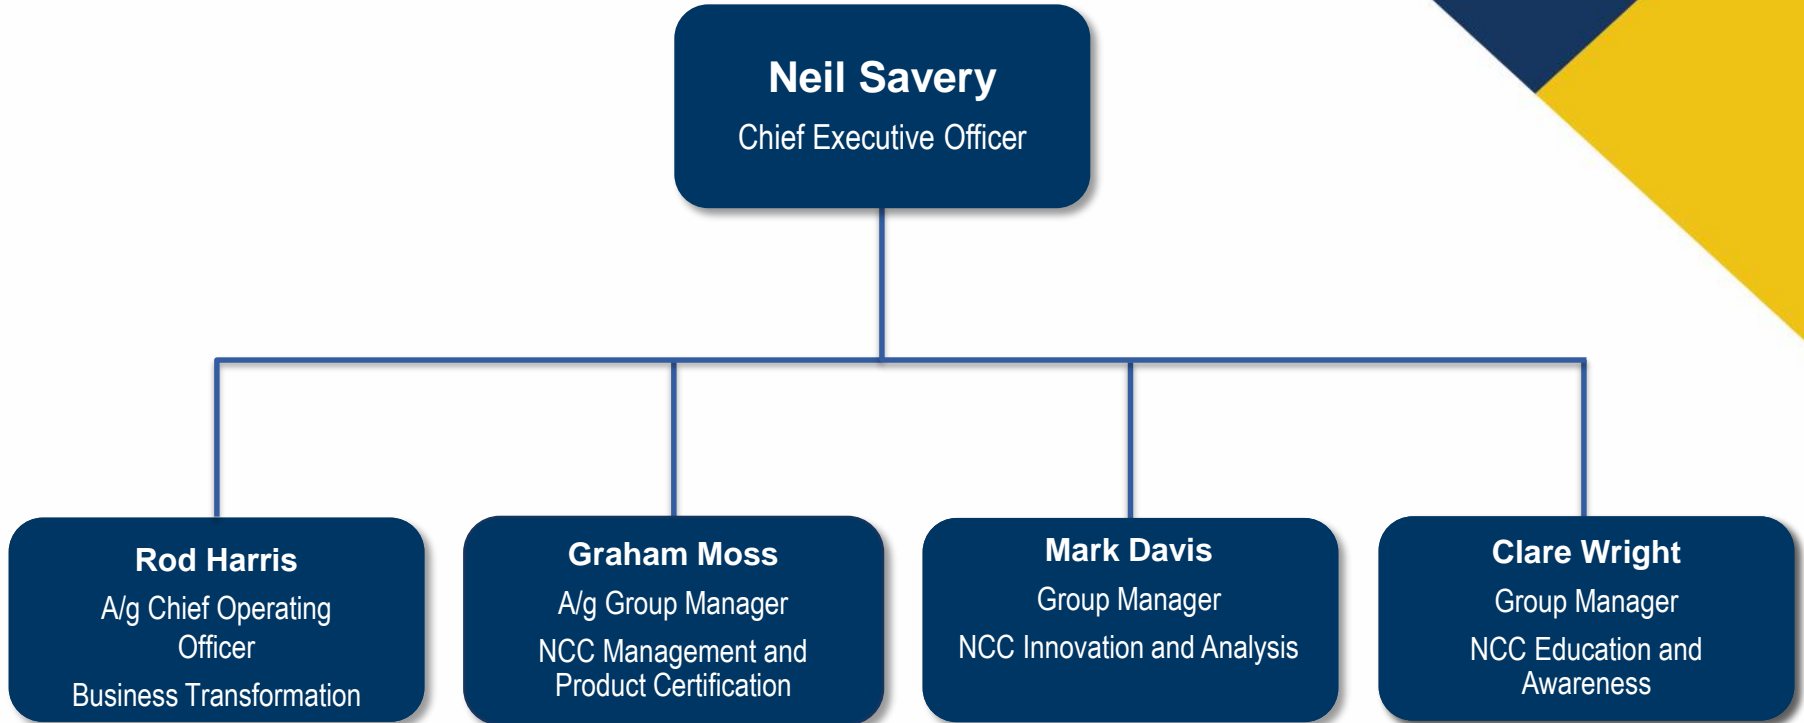 Neil Savery
Chief Executive Officer
Rod Harris
A/g Chief Operating
Officer
Business Transformation
Graham Moss
A/g Group Manager
NCC Management and
Product Certification
Mark Davis
Group Manager
NCC Innovation and Analysis
Clare Wright
Group Manager
NCC Education and
Awareness